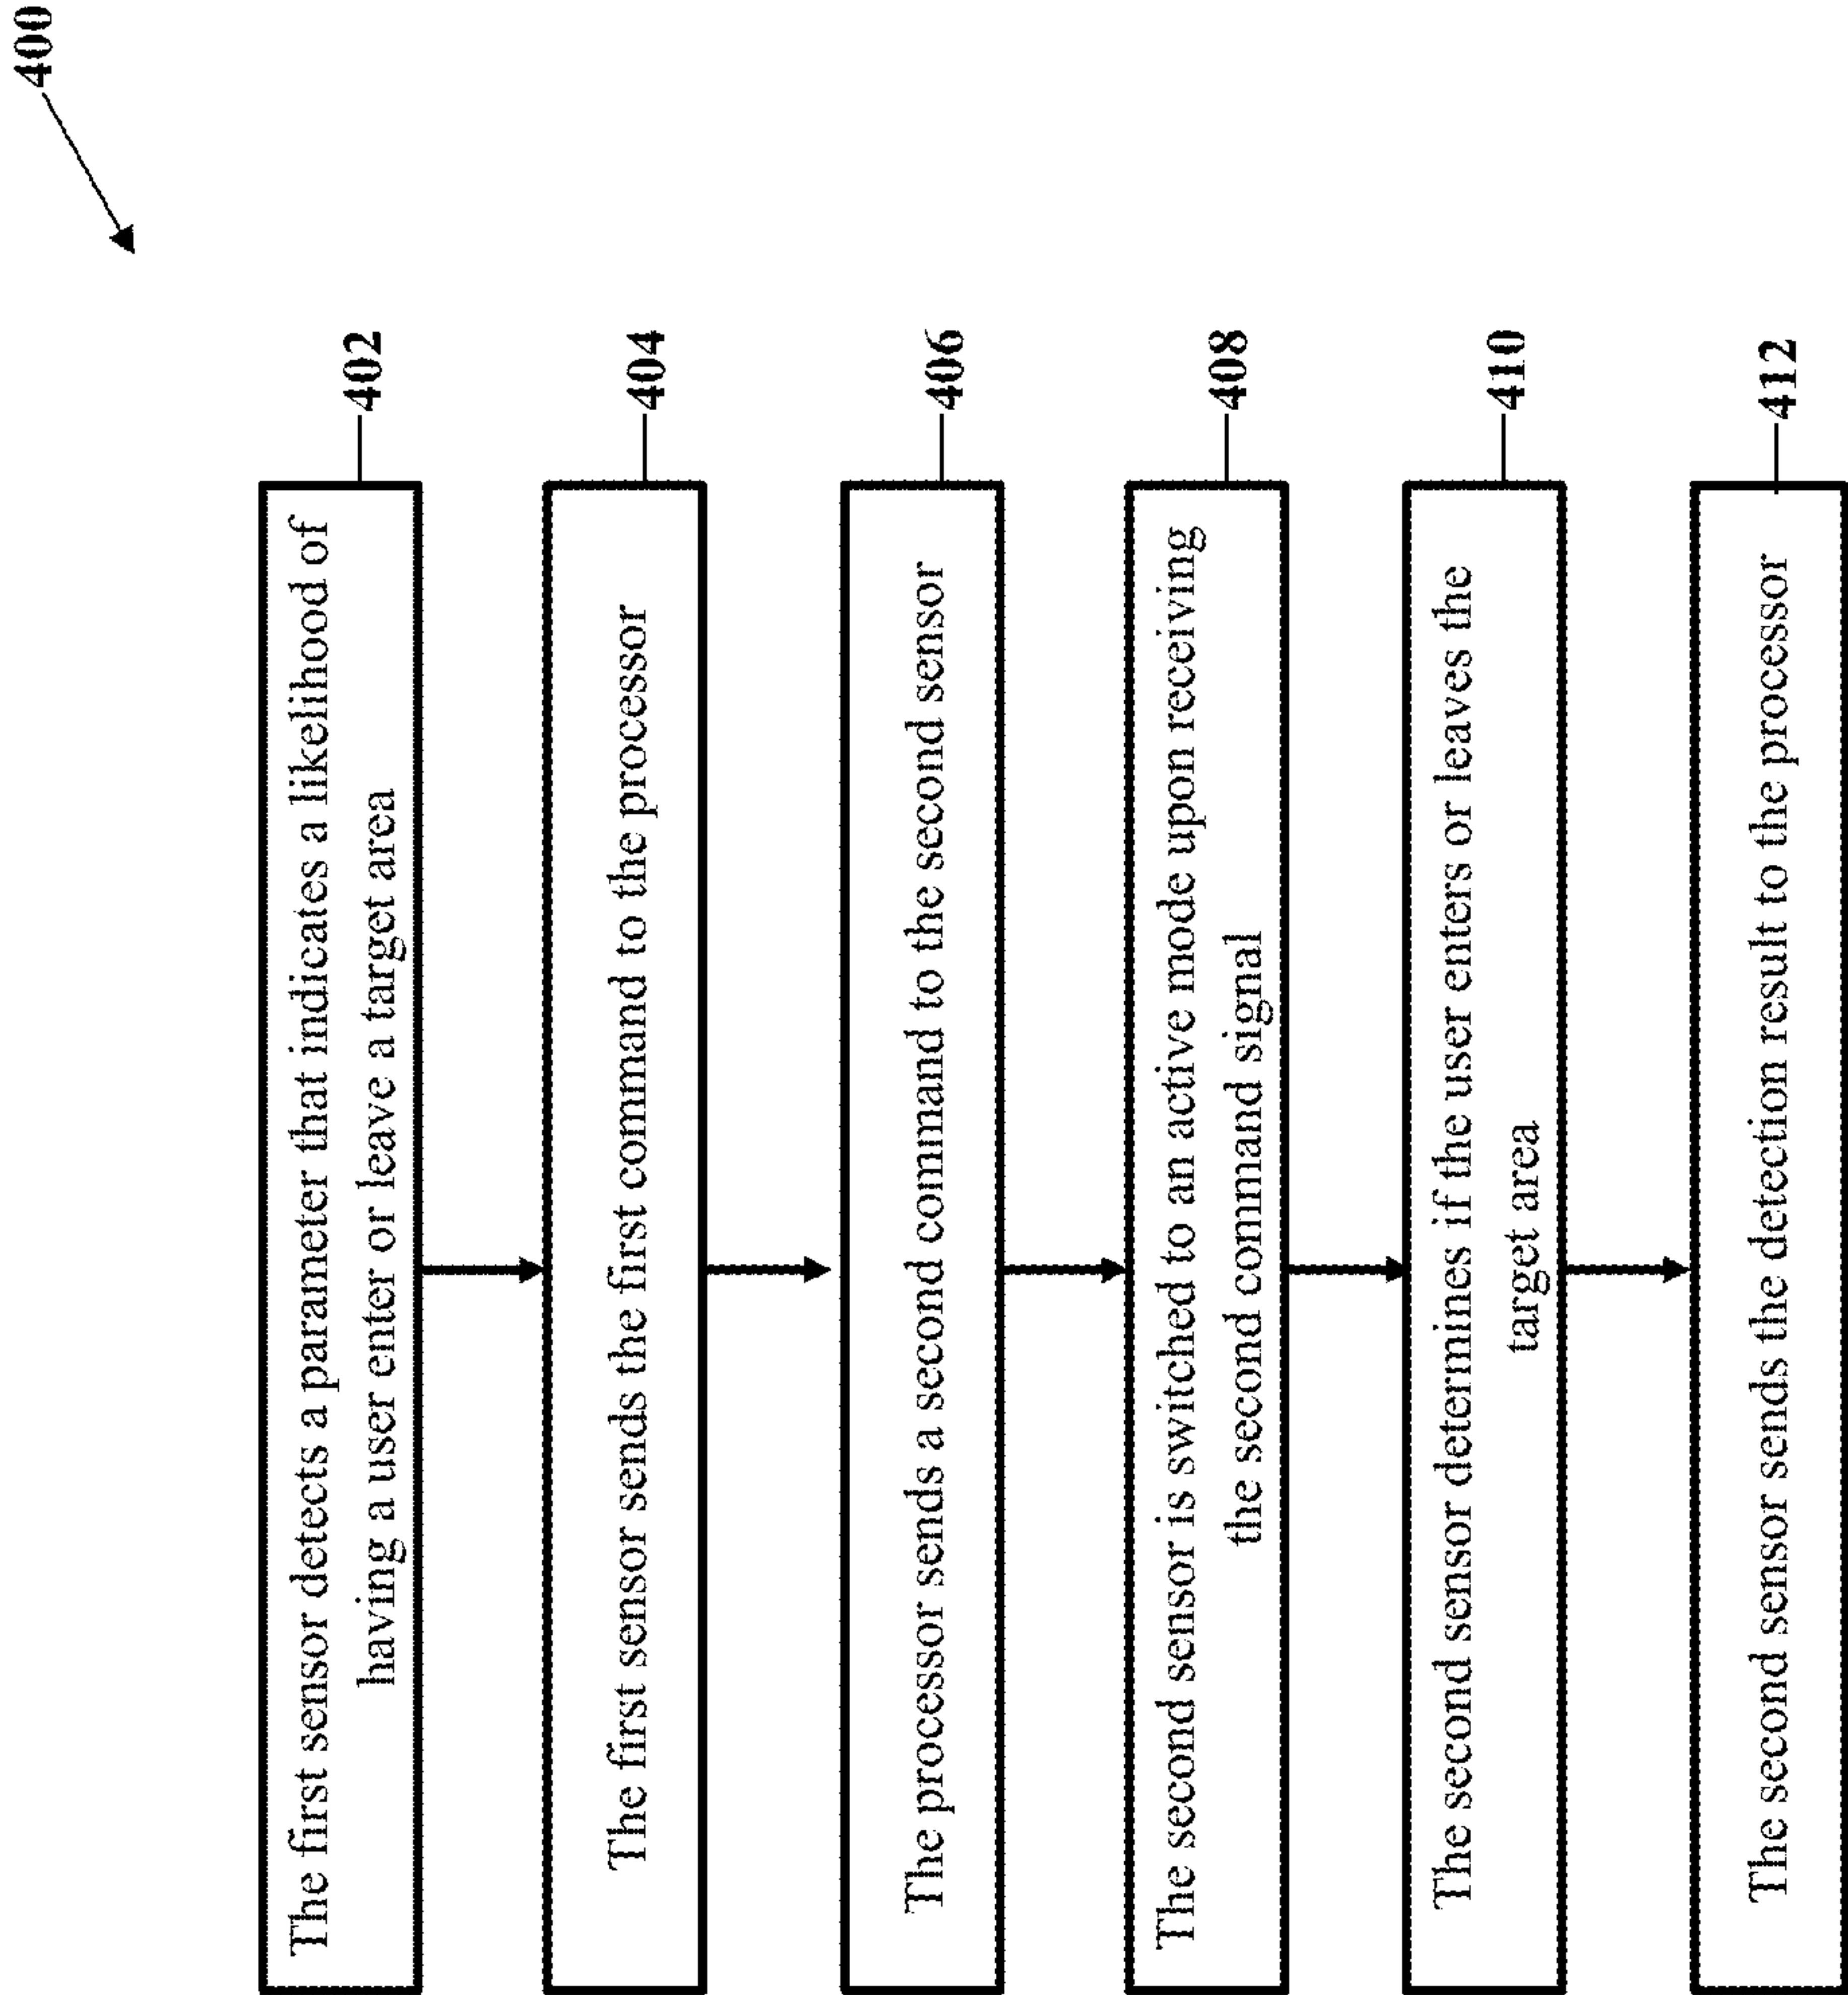 400
The first sensor detects a parameter that indicates a likelihood of
having a user enter or leave a target area
402
The first sensor sends the first command to the processor
404
The processor sends a second command to the second sensor
406
The second sensor is switched to an active mode upon receiving
the second command signal
408
The second sensor determines if the user enters or leaves the
target area
410
The second sensor sends the detection result to the processor
412